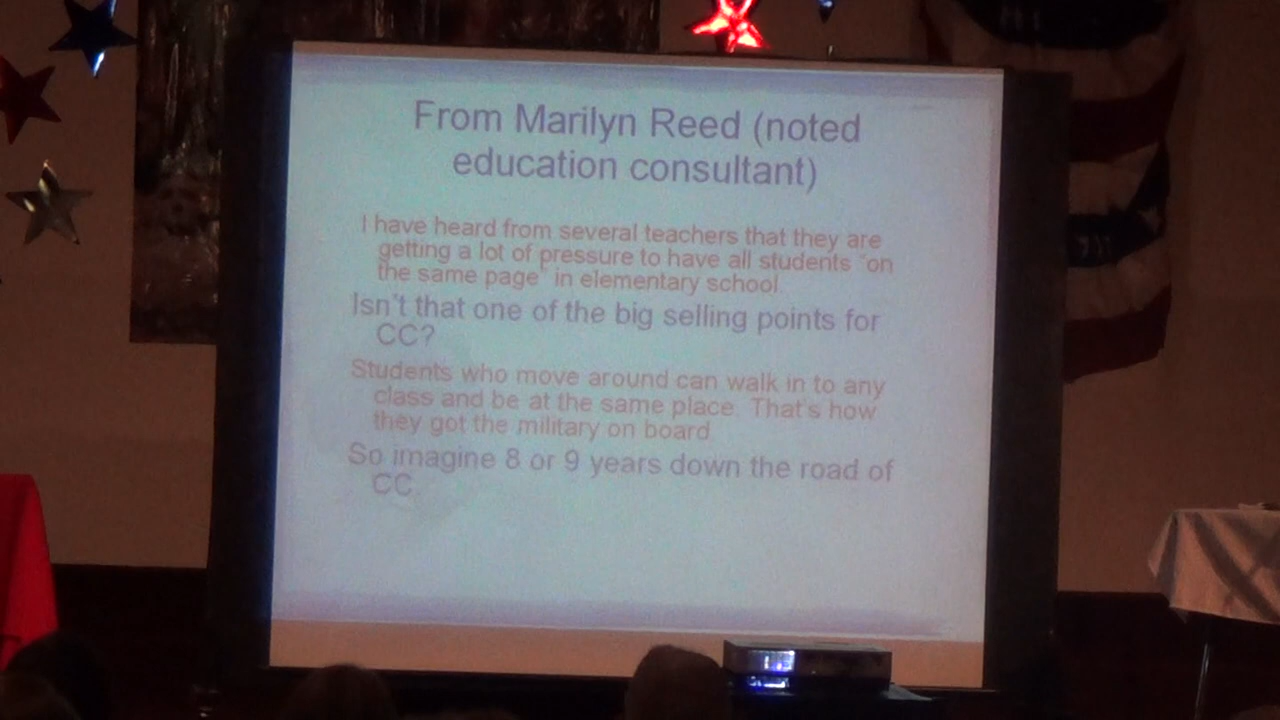 From Marilyn Reed (noted
education consultant)
I have heard from several teachers that they are
getting a lot of pressure to have all students "on
the same page" in elementary school.
Isn't that one of the big selling points for
CC?
Students who move around can walk in to any
class and be at the same place. That's how
they got the military on board.
So imagine 8 or 9 years down the road of
CC.